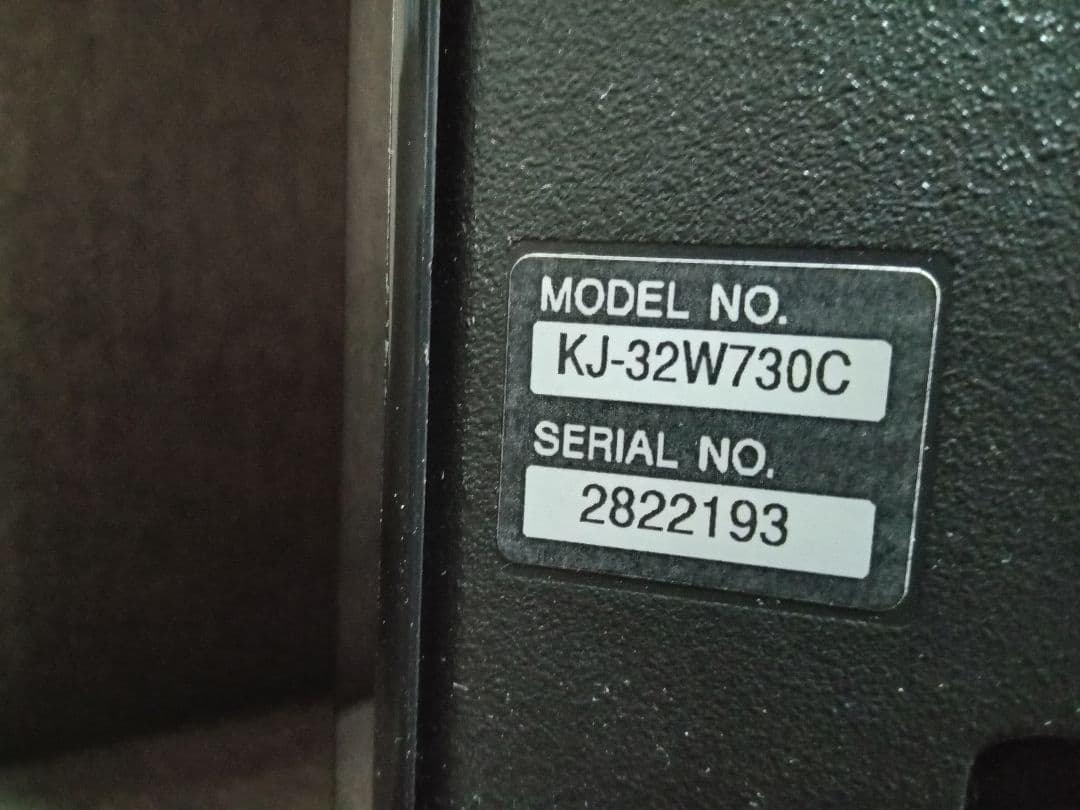 MODEL NO.
KJ-32W730C
SERIAL NO.
2822193